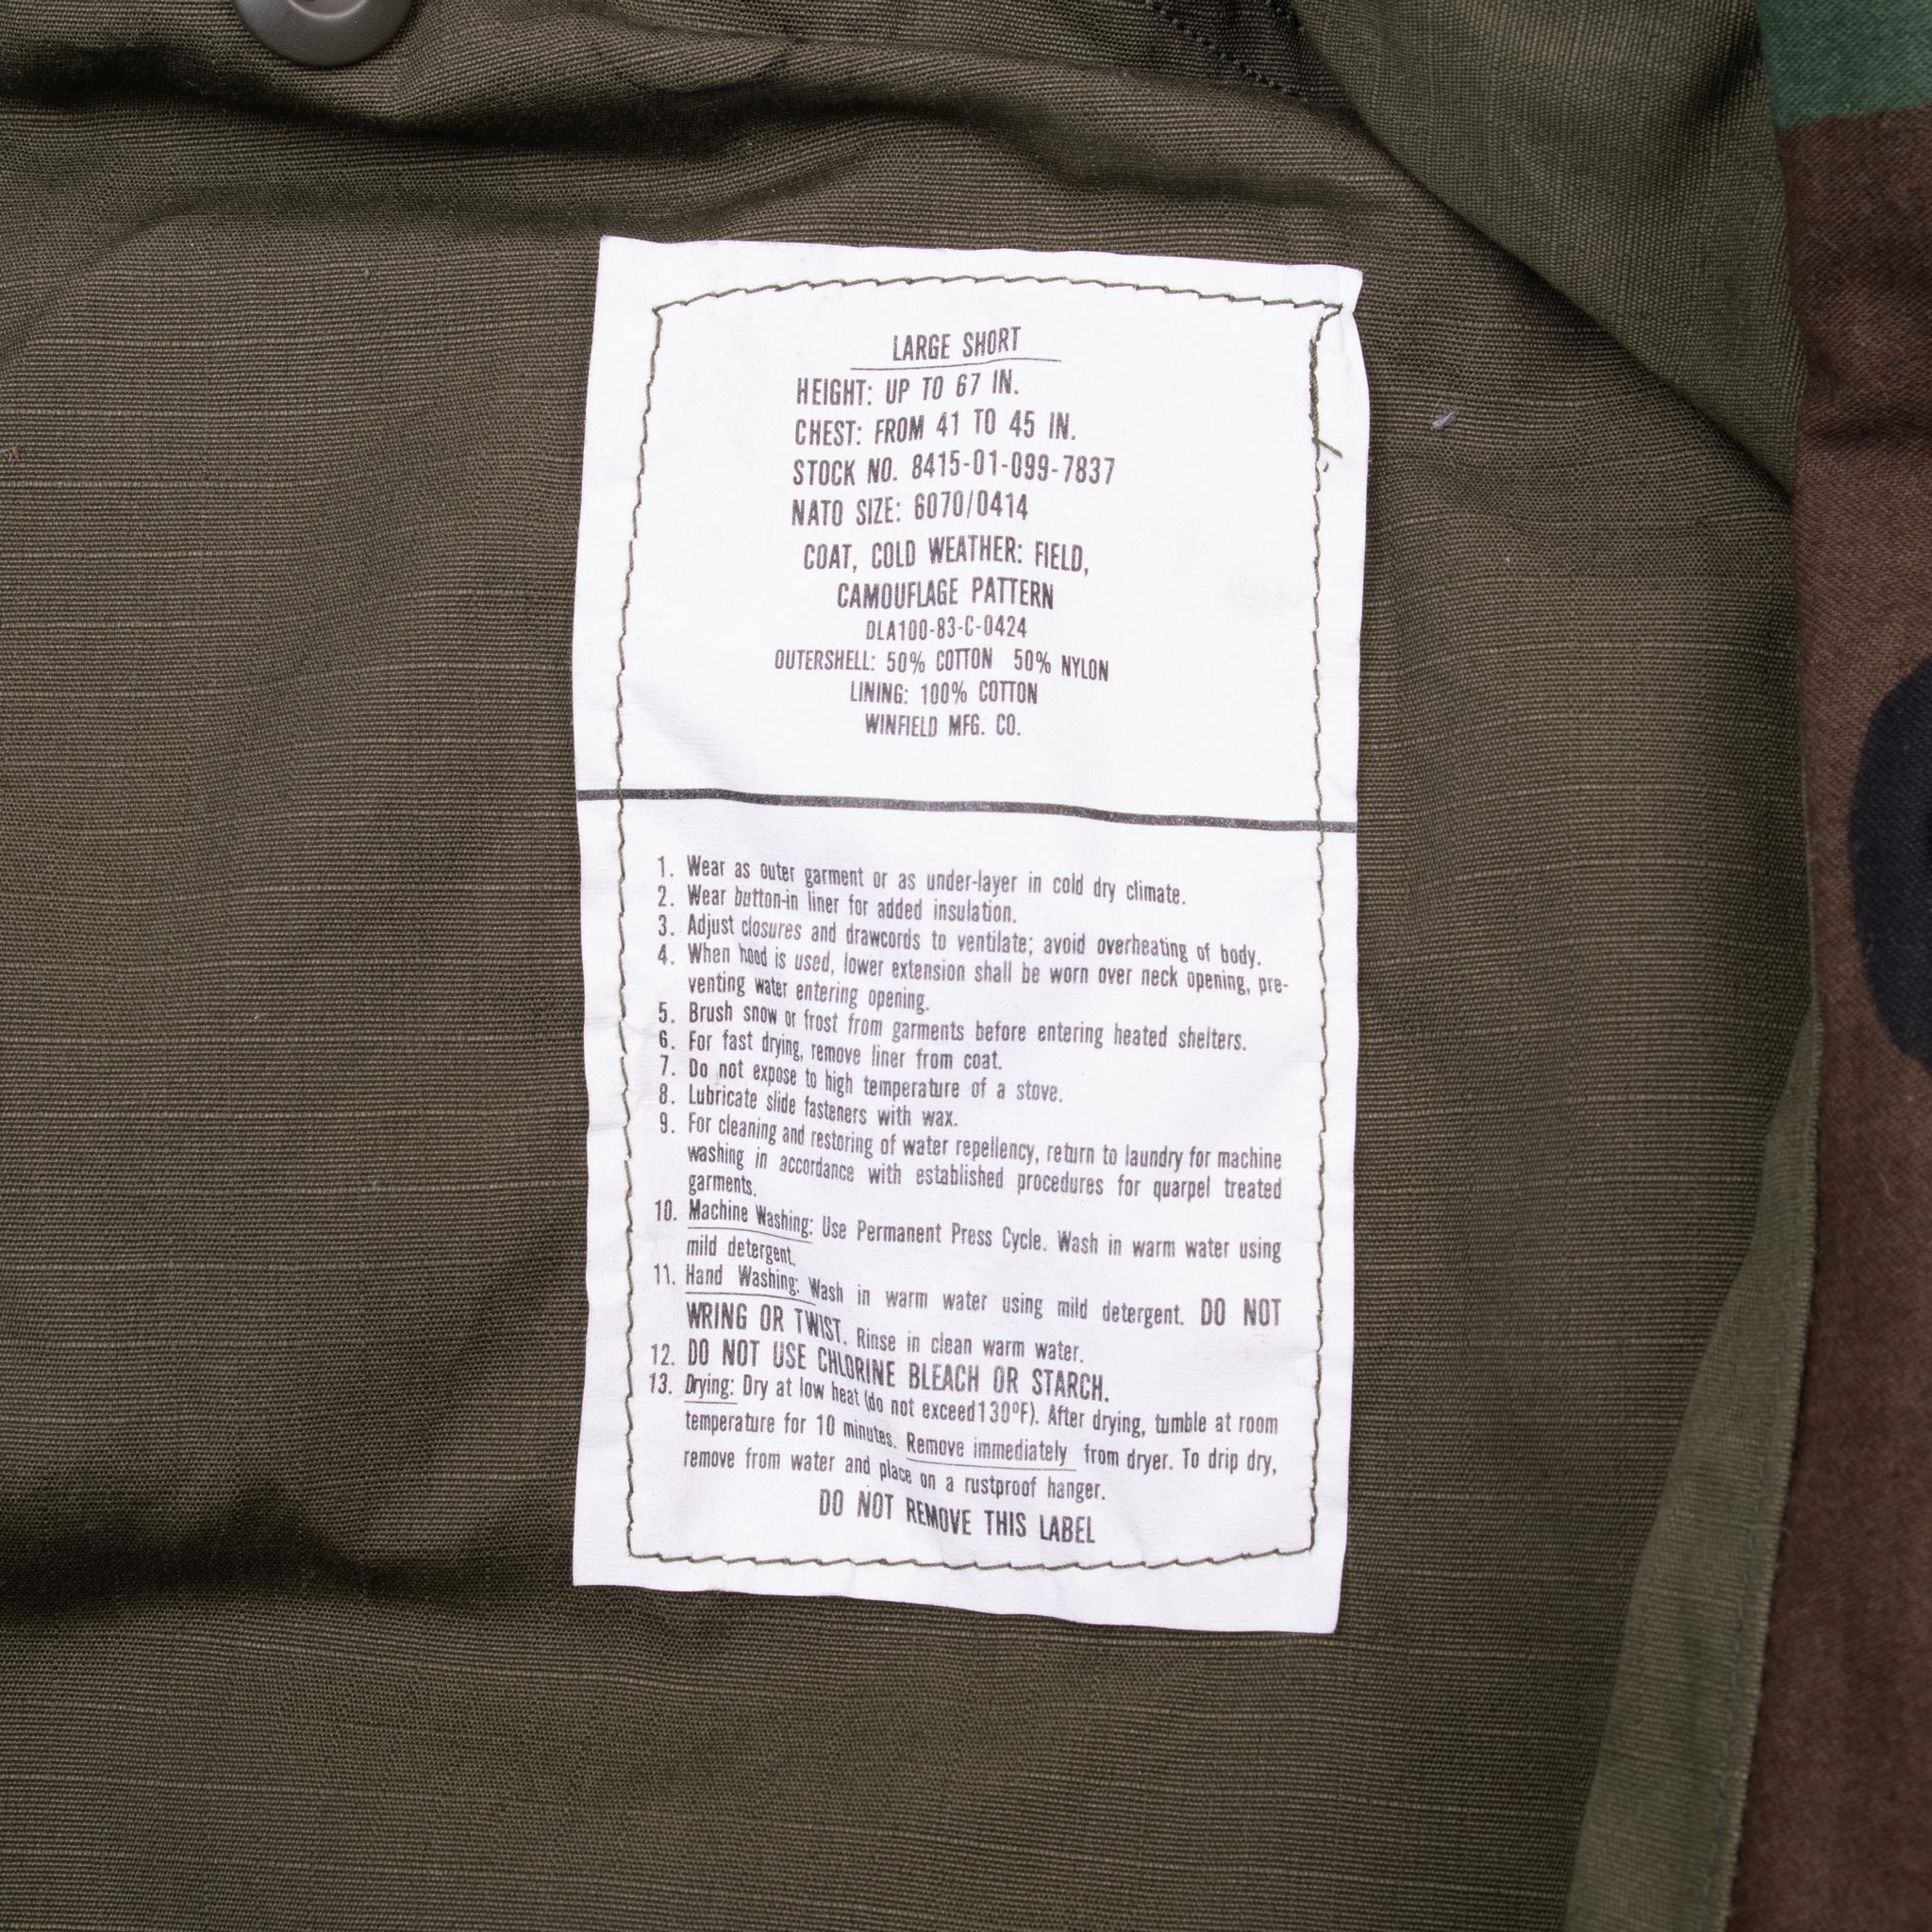 LARGE SHORT
HEIGHT: UP TO 67 IN.
CHEST: FROM 41 TO 45 IN.
STOCK NO. 8415-01-099-7837
NATO SIZE: 6070/0414
COAT, COLD WEATHER: FIELD,
CAMOUFLAGE PATTERN
DLA100-83-C-0424
OUTERSHELL: 50% COTTON 50% NYLON
LINING: 100% COTTON
WINFIELD MFG. CO.
1. Wear as outer garment or as under-layer in cold dry climate.
2. Wear button-in liner for added insulation.
3. Adjust closures and drawcords to ventilate; avoid overheating of body.
4. When hood is used, lower extension shall be worn over neck opening, pre-
venting water entering opening.
5. Brush snow or frost from garments before entering heated shelters.
6. For fast drying, remove liner from coat.
7. Do not expose to high temperature of a stove.
8. Lubricate slide fasteners with wax.
9. For cleaning and restoring of water repellency, return to laundry for machine
washing in accordance with established procedures for quarpel treated
garments.
10. Machine Washing: Use Permanent Press Cycle. Wash in warm water using
mild detergent.
11. Hand Washing: Wash in warm water using mild detergent. DO NOT
WRING OR TWIST. Rinse in clean warm water.
12. DO NOT USE CHLORINE BLEACH OR STARCH.
13. Drying: Dry at low heat (do not exceed 130°F). After drying, tumble at room
temperature for 10 minutes. Remove immediately from dryer. To drip dry,
remove from water and place on a rustproof hanger.
DO NOT REMOVE THIS LABEL